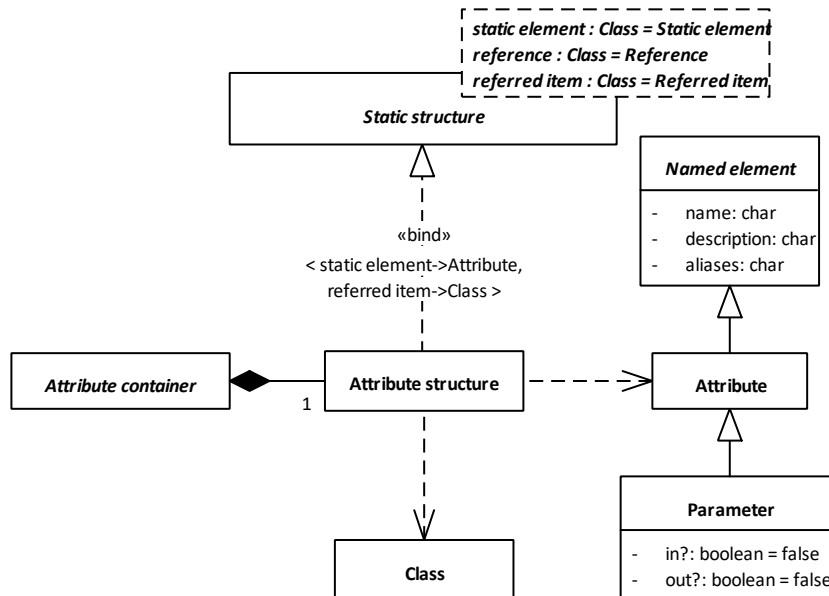 static element : Class = Static element
reference : Class = Reference
referred item : Class = Referred item
Static structure
Named element
- name: char
- description: char
- aliases: char
«bind»
< static element->Attribute,
referred item->Class >
Attribute container
1
Attribute structure
Attribute
Parameter
- in?: boolean = false
- out?: boolean = false
Class